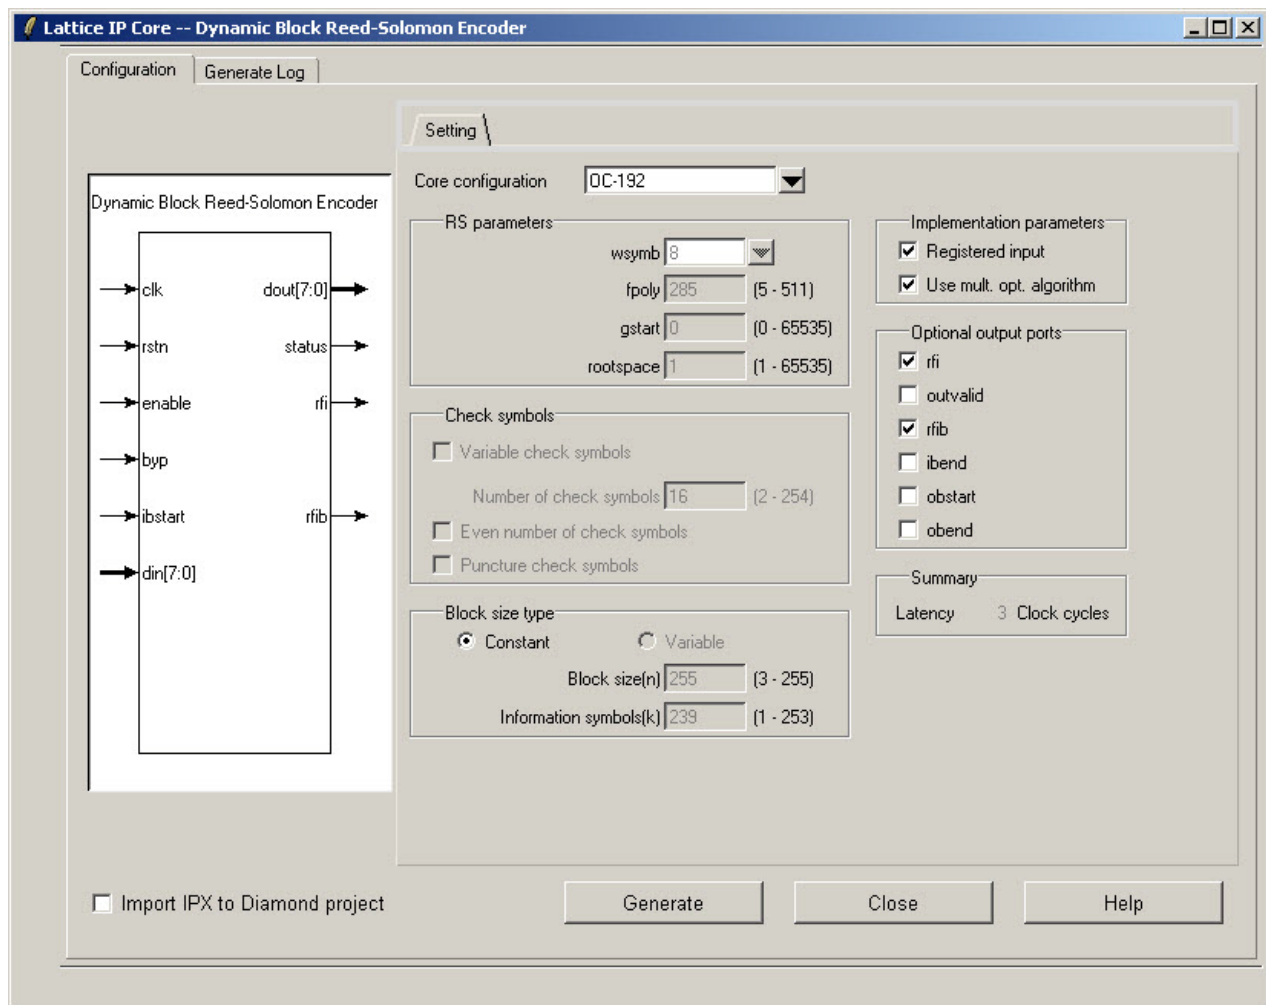 Lattice IP Core -- Dynamic Block Reed-Solomon Encoder
Configuration
Generate Log
Setting
Core configuration OC-192
Dynamic Block Reed-Solomon Encoder
clk dout[7:0]
rstn status
enable rfi
byp
ibstart rfib
din[7:0]
RS parameters
wsymb 8
fpoly 285 (5 - 511)
gstart 0 (0 - 65535)
rootspace 1 (1 - 65535)
Check symbols
Variable check symbols
Number of check symbols 16 (2 - 254)
Even number of check symbols
Puncture check symbols
Block size type
Constant Variable
Block size(n) 255 (3 - 255)
Information symbols(k) 239 (1 - 253)
Implementation parameters
Registered input
Use mult. opt. algorithm
Optional output ports
rfi
outvalid
rfib
ibend
obstart
obend
Summary
Latency 3 Clock cycles
Import IPX to Diamond project
Generate
Close
Help